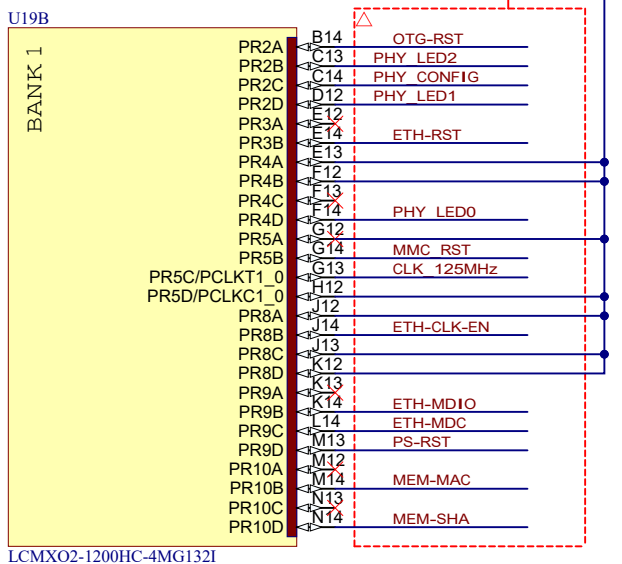 U19B
BANK 1
PR2A B14 OTG-RST
PR2B C13 PHY_LED2
PR2C C14 PHY_CONFIG
PR2D D12 PHY_LED1
PR3A E12
PR3B E14 ETH-RST
PR4A E13
PR4B F12
PR4C F13
PR4D F14 PHY_LED0
PR5A G12
PR5B G14 MMC_RST
PR5C/PCLKT1_0 G13 CLK_125MHz
PR5D/PCLKC1_0 H12
PR8A J12
PR8B J14 ETH-CLK-EN
PR8C J13
PR8D K12
PR9A K13
PR9B K14 ETH-MDIO
PR9C L14 ETH-MDC
PR9D M13 PS-RST
PR10A M12
PR10B M14 MEM-MAC
PR10C N13
PR10D N14 MEM-SHA
LCMXO2-1200HC-4MG132I